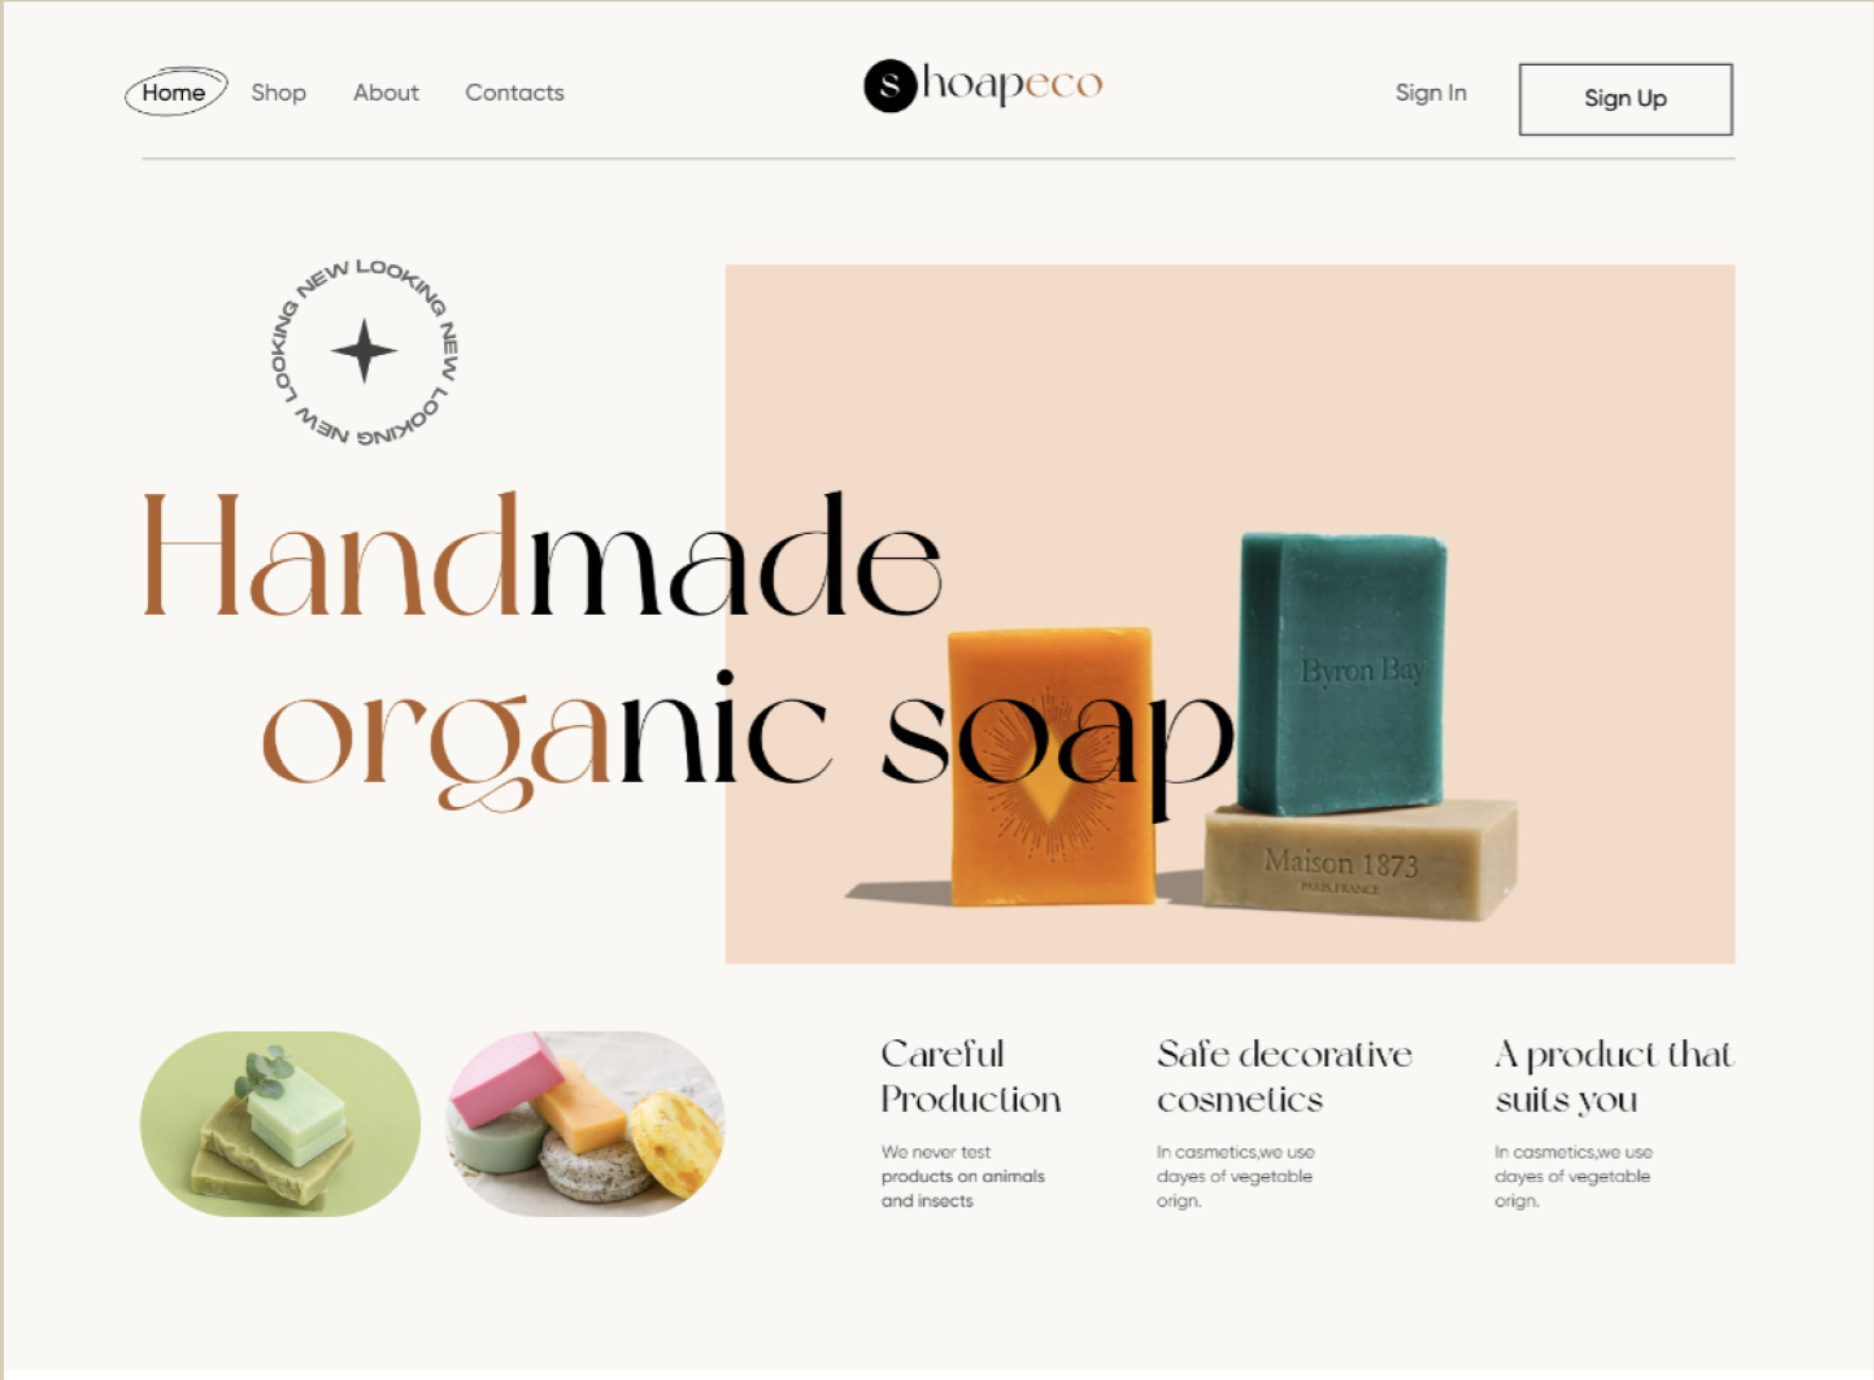 Home Shop About Contacts
shoapeco
Sign In
Sign Up
NEW LOOKING NEW LOOKING NEW LOOKING
Handmade
organic soap
Byron Bay
Maison 1873
PARIS, FRANCE
Careful
Production
We never test
products on animals
and insects
Safe decorative
cosmetics
In casmetics,we use
dayes of vegetable
orign.
A product that
suits you
In casmetics,we use
dayes of vegetable
orign.